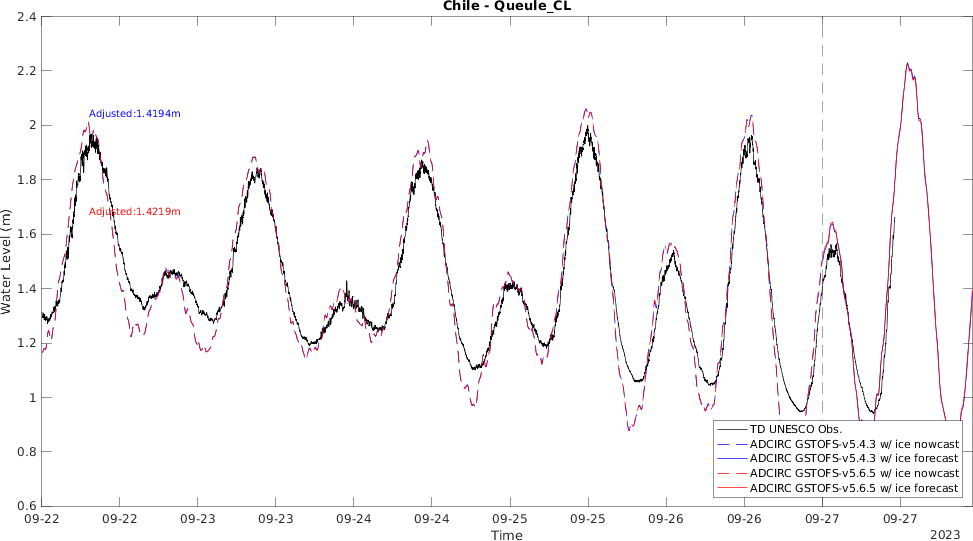 Chile - Queule_CL
2.4
2.2
2
1.8
1.6
1.4
1.2
1
0.8
0.6
Water Level (m)
Adjusted:1.4194m
Adjusted:1.4219m
TD UNESCO Obs.
ADCIRC GSTOFS-v5.4.3 w/ ice nowcast
ADCIRC GSTOFS-v5.4.3 w/ ice forecast
ADCIRC GSTOFS-v5.6.5 w/ ice nowcast
ADCIRC GSTOFS-v5.6.5 w/ ice forecast
09-22 09-22 09-23 09-23 09-24 09-24 09-25 09-25 09-26 09-26 09-27 09-27
Time
2023